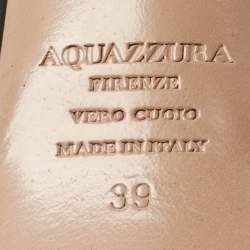 AQUAZZURA
FIRENZE
VERO CUOIO
MADE IN ITALY
39